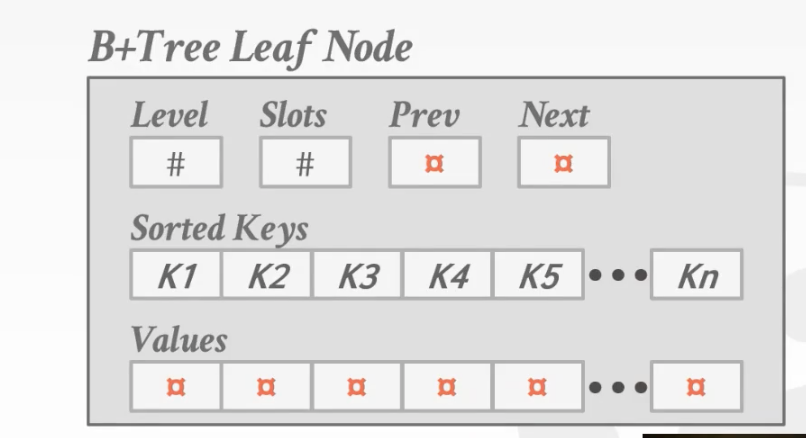 B+Tree Leaf Node
Level Slots Prev Next
# # ¤ ¤
Sorted Keys
K1 K2 K3 K4 K5 ••• Kn
Values
¤ ¤ ¤ ¤ ¤ ••• ¤